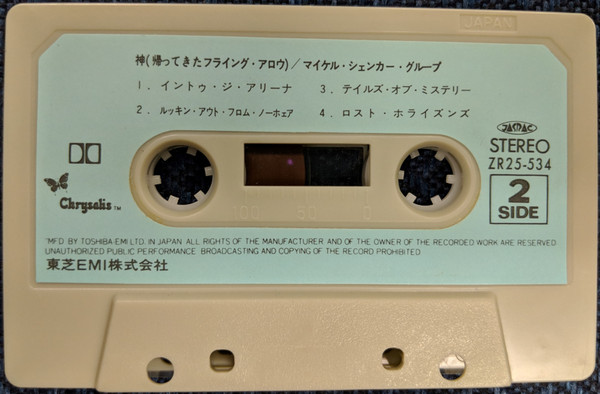 JAPAN
神(帰ってきたフライング・アロウ)/マイケル・シェンカー・グループ
1. イントゥ・ジ・アリーナ
3. テイルズ・オブ・ミステリー
2. ルッキン・アウト・フロム・ノーホェア
4. ロスト・ホライズンズ
JASRAC
STEREO
ZR25-534
2
SIDE
Chrysalis TM
100 50 0
"MFD BY TOSHIBA EMI LTD. IN JAPAN ALL RIGHTS OF THE MANUFACTURER AND OF THE OWNER OF THE RECORDED WORK ARE RESERVED
UNAUTHORIZED PUBLIC PERFORMANCE BROADCASTING AND COPYING OF THE RECORD PROHIBITED
東芝EMI株式会社